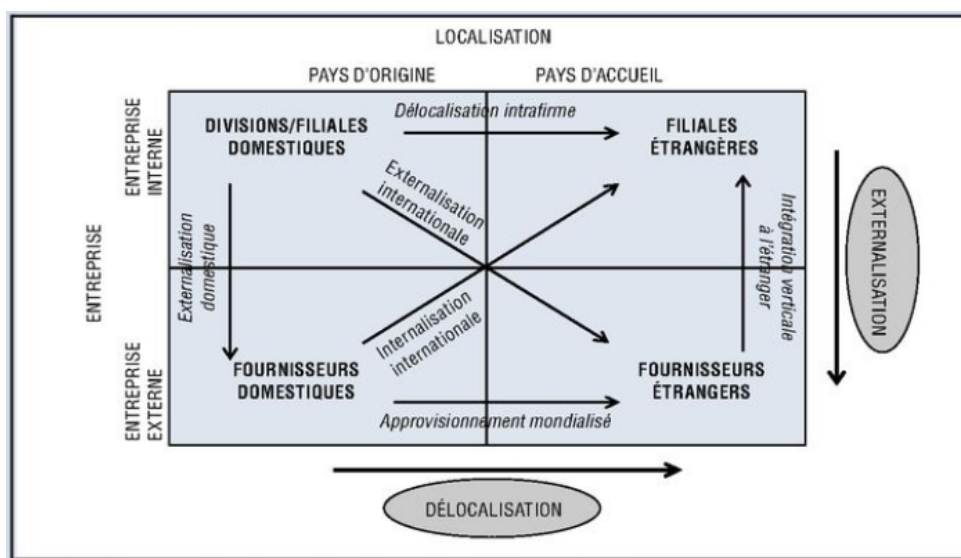 LOCALISATION
PAYS D'ORIGINE
PAYS D'ACCUEIL
ENTREPRISE
ENTREPRISE
INTERNE
ENTREPRISE
EXTERNE
DIVISIONS/FILIALES
DOMESTIQUES
Délocalisation intrafirme
FILIALES
ÉTRANGÈRES
Externalisation
internationale
Externalisation
domestique
Intégration verticale
à l'étranger
EXTERNALISATION
Internalisation
internationale
FOURNISSEURS
DOMESTIQUES
FOURNISSEURS
ÉTRANGERS
Approvisionnement mondialisé
DÉLOCALISATION